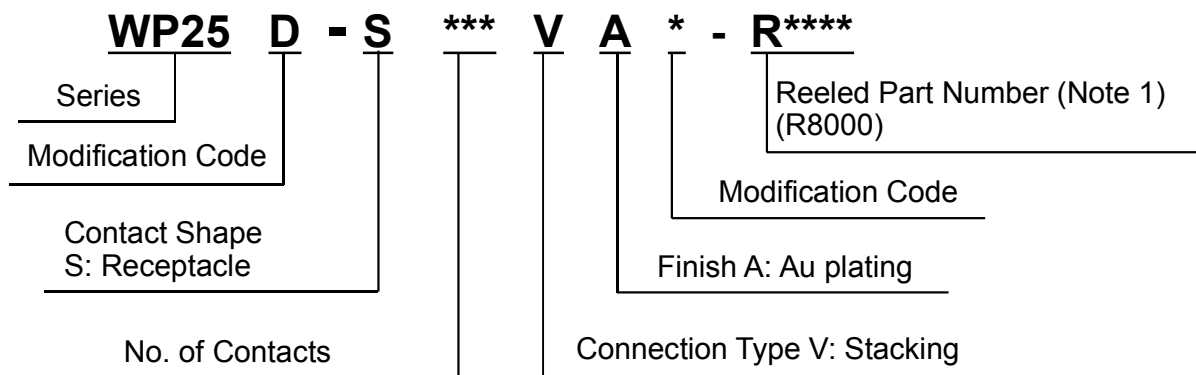 WP25 D - S *** V A * - R****
Series
Reeled Part Number (Note 1)
(R8000)
Modification Code
Modification Code
Contact Shape
S: Receptacle
Finish A: Au plating
No. of Contacts
Connection Type V: Stacking